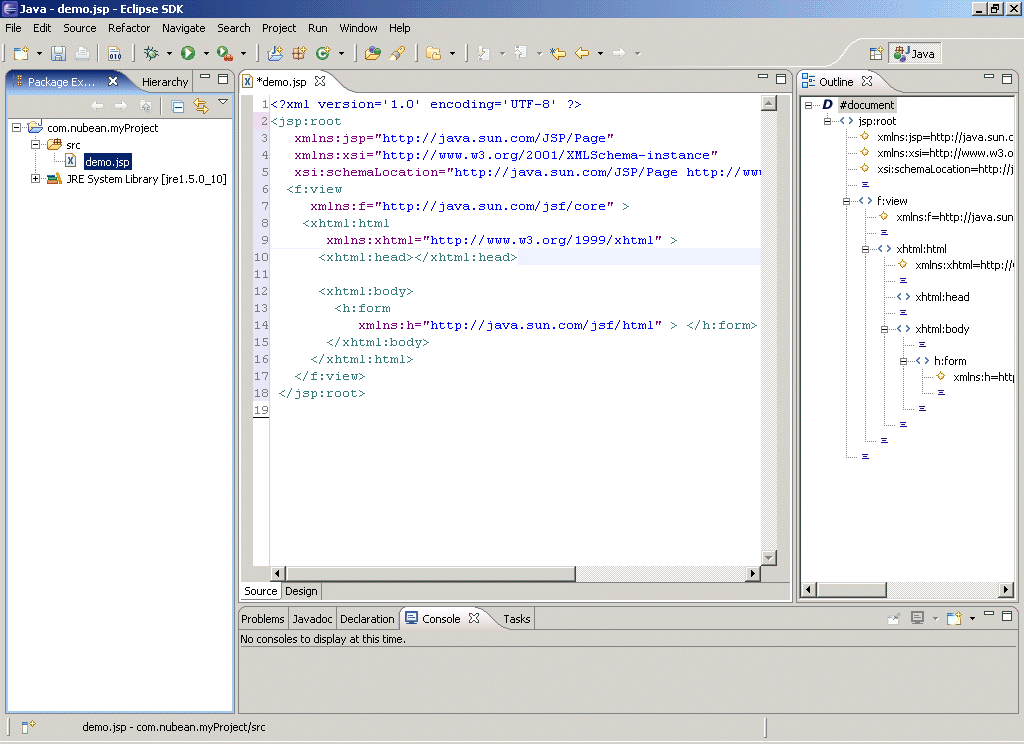 Java - demo.jsp - Eclipse SDK
File Edit Source Refactor Navigate Search Project Run Window Help
010
Java
Package Ex...
Hierarchy
com.nubean.myProject
src
demo.jsp
JRE System Library [jre1.5.0_10]
*demo.jsp
1 <?xml version='1.0' encoding='UTF-8' ?>
2 <jsp:root
3 xmlns:jsp="http://java.sun.com/JSP/Page"
4 xmlns:xsi="http://www.w3.org/2001/XMLSchema-instance"
5 xsi:schemaLocation="http://java.sun.com/JSP/Page http://www
6 <f:view
7 xmlns:f="http://java.sun.com/jsf/core" >
8 <xhtml:html
9 xmlns:xhtml="http://www.w3.org/1999/xhtml" >
10 <xhtml:head></xhtml:head>
11
12 <xhtml:body>
13 <h:form
14 xmlns:h="http://java.sun.com/jsf/html" > </h:form>
15 </xhtml:body>
16 </xhtml:html>
17 </f:view>
18 </jsp:root>
19
Source Design
Outline
D #document
jsp:root
xmlns:jsp=http://java.sun.c
xmlns:xsi=http://www.w3.o
xsi:schemaLocation=http://j
f:view
xmlns:f=http://java.sun
xhtml:html
xmlns:xhtml=http://
xhtml:head
xhtml:body
h:form
xmlns:h=http
Problems Javadoc Declaration Console Tasks
No consoles to display at this time.
demo.jsp - com.nubean.myProject/src